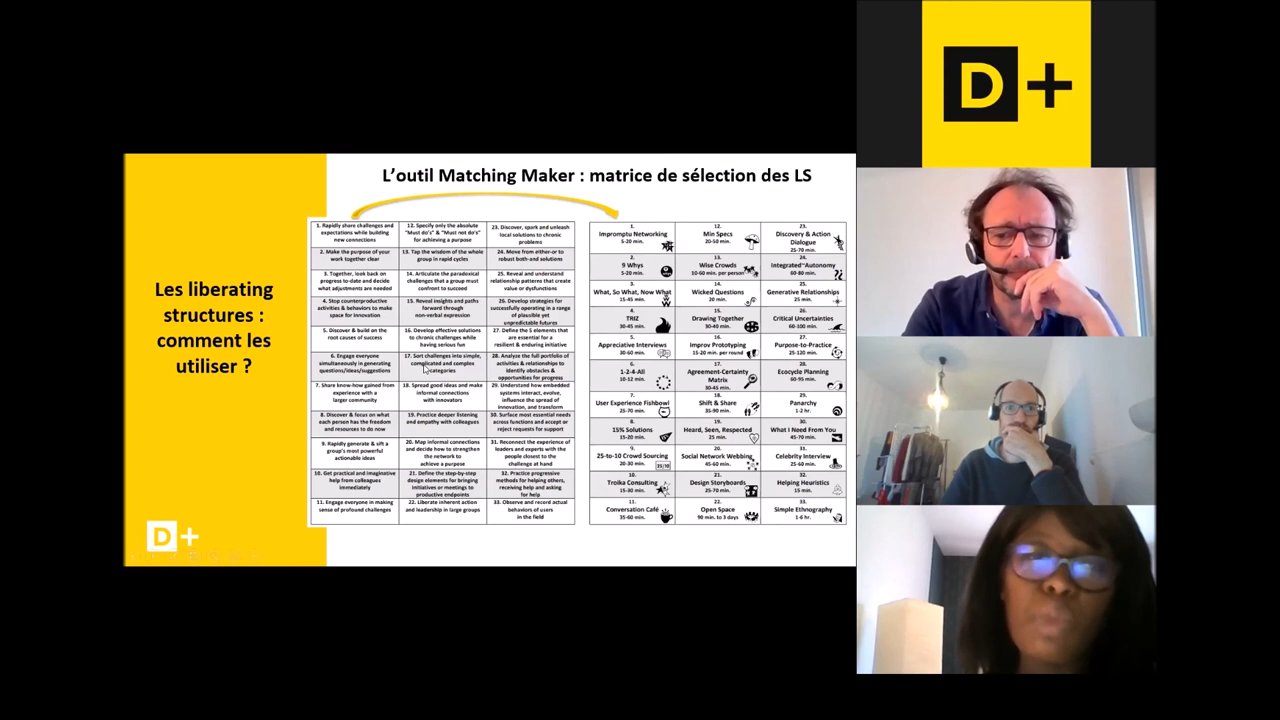 D+
L'outil Matching Maker : matrice de sélection des LS
Les liberating
structures :
comment les
utiliser ?
D+
1. Rapidly share challenges and
expectations while building
new connections
12. Specify only the absolute
"Must do's" & "Must not do's"
for achieving a purpose
23. Discover, spark and unleash
local solutions to chronic
problems
2. Make the purpose of your
work together clear
13. Tap the wisdom of the whole
group in rapid cycles
24. Move from either-or to
robust both-and solutions
3. Together, look back on
progress to-date and decide
what adjustments are needed
14. Articulate the paradoxical
challenges that a group must
confront to succeed
25. Reveal and understand
relationship patterns that create
value or dysfunctions
4. Stop counterproductive
activities & behaviors to make
space for innovation
15. Reveal insights and paths
forward through
non-verbal expression
26. Develop strategies for
successfully operating in a range
of plausible yet
unpredictable futures
5. Discover & build on the
root causes of success
16. Develop effective solutions
to chronic challenges while
having serious fun
27. Define the 5 elements that
are essential for a
resilient & enduring initiative
6. Engage everyone
simultaneously in generating
questions/ideas/suggestions
17. Sort challenges into simple,
complicated and complex
categories
28. Analyze the full portfolio of
activities & relationships to
identify obstacles &
opportunities for progress
7. Share know-how gained from
experience with a
larger community
18. Spread good ideas and make
informal connections
with innovators
29. Understand how embedded
systems interact, evolve,
influence the spread of
innovation, and transform
8. Discover & focus on what
each person has the freedom
and resources to do now
19. Practice deeper listening
and empathy with colleagues
30. Surface most essential needs
across functions and accept or
reject requests for support
9. Rapidly generate & sift a
group's most powerful
actionable ideas
20. Map informal connections
and decide how to strengthen
the network to
achieve a purpose
31. Reconnect the experience of
leaders and experts with the
people closest to the
challenge at hand
10. Get practical and imaginative
help from colleagues
immediately
21. Define the step-by-step
design elements for bringing
initiatives or meetings to
productive endpoints
32. Practice progressive
methods for helping others,
receiving help and asking
for help
11. Engage everyone in making
sense of profound challenges
22. Liberate inherent action
and leadership in large groups
33. Observe and record actual
behaviors of users
in the field
1.
Impromptu Networking
5-20 min.
12.
Min Specs
20-50 min.
23.
Discovery & Action
Dialogue
25-70 min.
2.
9 Whys
5-20 min.
13.
Wise Crowds
10-60 min. per person
24.
Integrated~Autonomy
60-80 min.
3.
What, So What, Now What
15-45 min.
14.
Wicked Questions
20 min.
25.
Generative Relationships
25 min.
4.
TRIZ
30-45 min.
15.
Drawing Together
30-40 min.
26.
Critical Uncertainties
60-100 min.
5.
Appreciative Interviews
30-60 min.
16.
Improv Prototyping
15-20 min. per round
27.
Purpose-to-Practice
25-120 min.
6.
1-2-4-All
10-12 min.
17.
Agreement-Certainty
Matrix
30-45 min.
28.
Ecocycle Planning
60-95 min.
7.
User Experience Fishbowl
25-70 min.
18.
Shift & Share
35-90 min.
29.
Panarchy
1-2 hr.
8.
15% Solutions
15-20 min.
19.
Heard, Seen, Respected
35 min.
30.
What I Need From You
45-70 min.
9.
25-to-10 Crowd Sourcing
20-30 min.
25/10
20.
Social Network Webbing
45-60 min.
31.
Celebrity Interview
25-60 min.
10.
Troika Consulting
15-30 min.
21.
Design Storyboards
25-70 min.
32.
Helping Heuristics
15 min.
11.
Conversation Café
35-60 min.
22.
Open Space
90 min. to 3 days
33.
Simple Ethnography
1-6 hr.